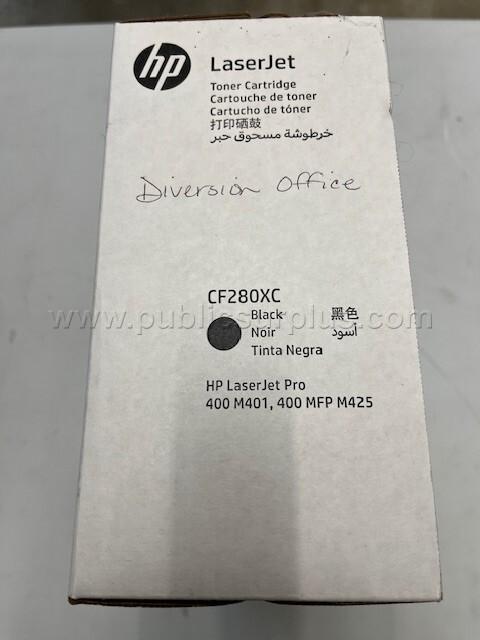 hp
LaserJet
Toner Cartridge
Cartouche de toner
Cartucho de tóner
打印硒鼓
خرطوشة مسحوق حبر
Diversion Office
CF280XC
Black 黑色
Noir أسود
Tinta Negra
www.publicsurplus.com
HP LaserJet Pro
400 M401, 400 MFP M425